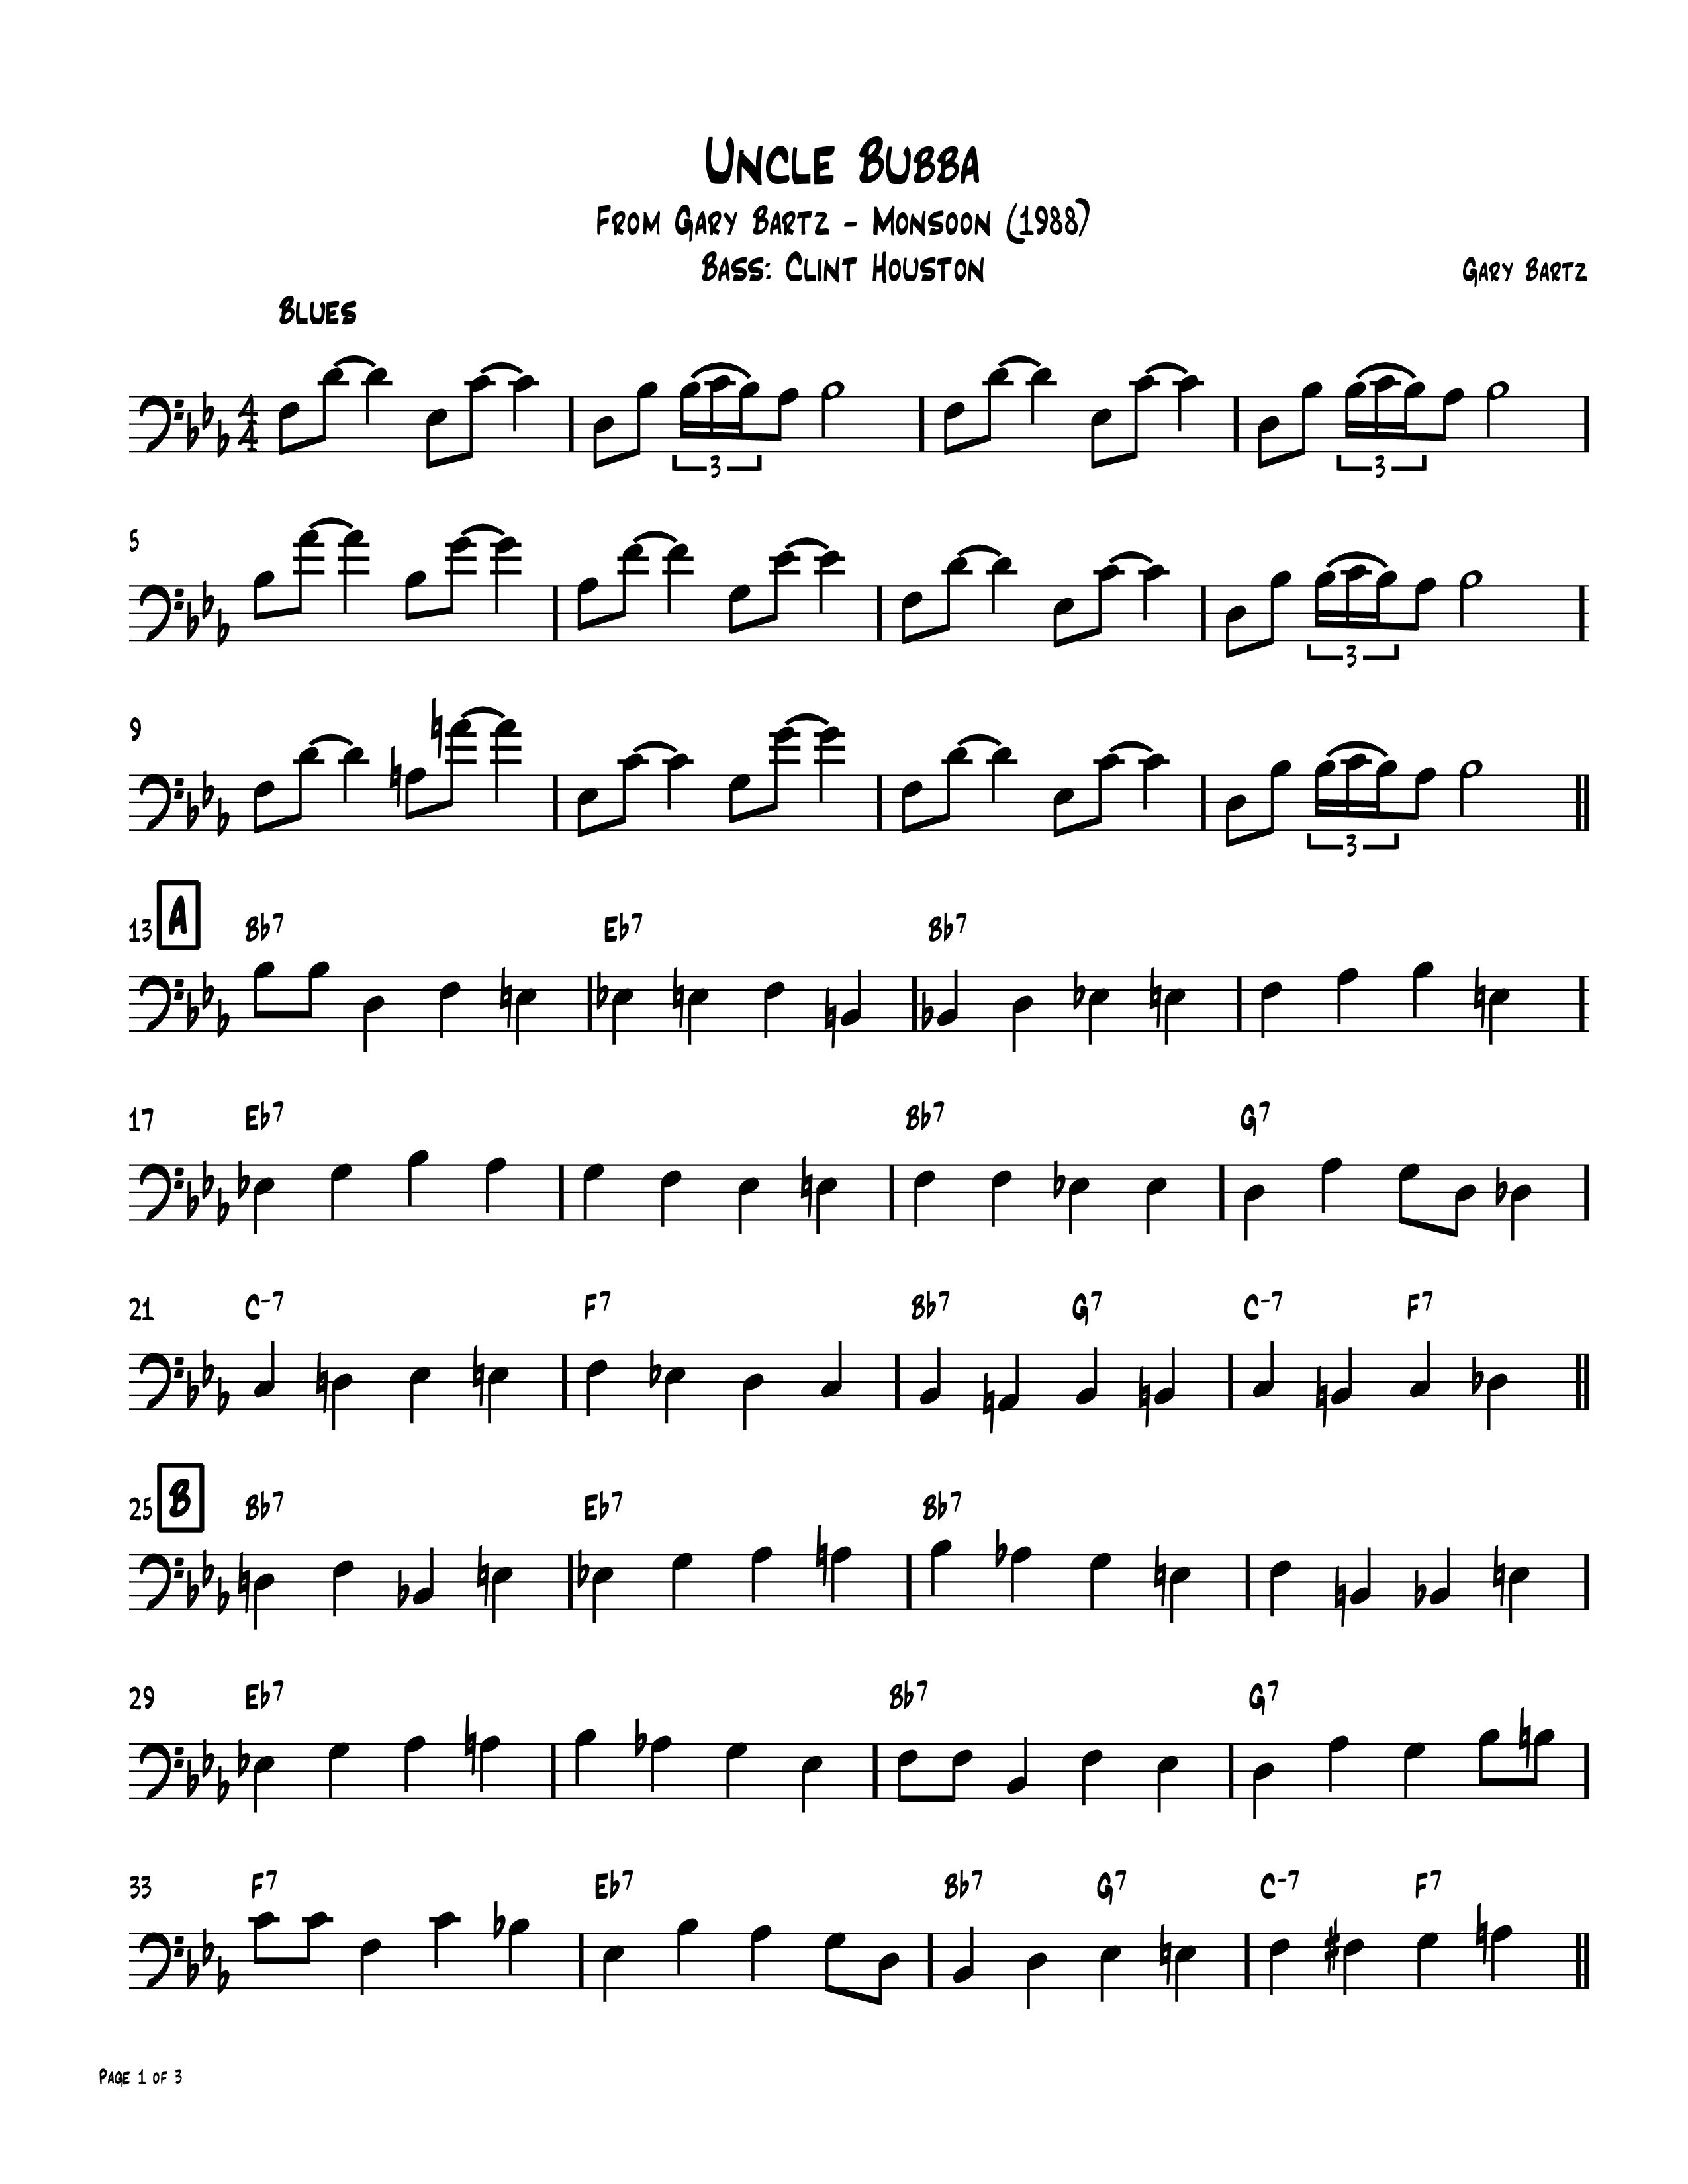 Uncle Bubba
From Gary Bartz - Monsoon (1988)
Bass: Clint Houston
Gary Bartz
Blues
4
4
3 3
5
3
9
3
13 A Bb7 Eb7 Bb7
17 Eb7 Bb7 G7
21 C-7 F7 Bb7 G7 C-7 F7
25 B Bb7 Eb7 Bb7
29 Eb7 Bb7 G7
33 F7 Eb7 Bb7 G7 C-7 F7
Page 1 of 3